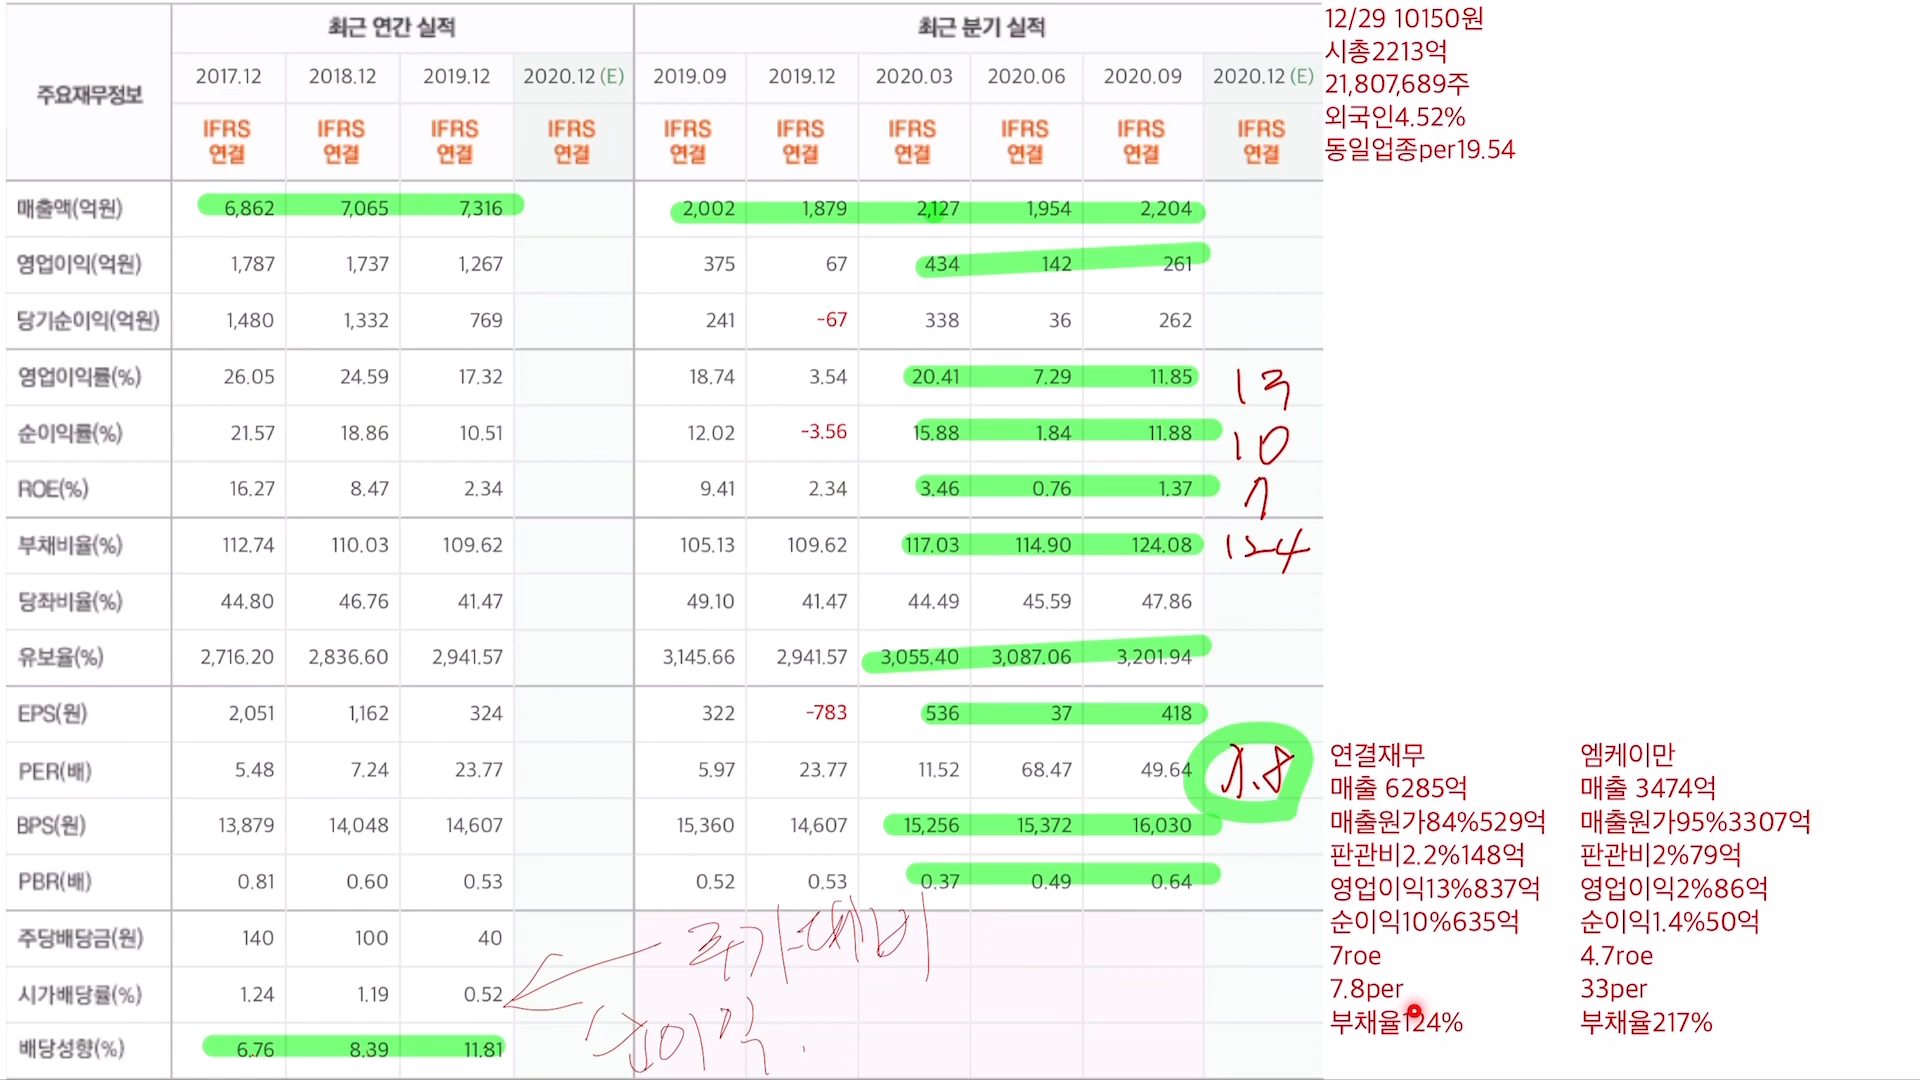 최근 연간 실적 최근 분기 실적
주요재무정보 2017.12 2018.12 2019.12 2020.12 (E) 2019.09 2019.12 2020.03 2020.06 2020.09 2020.12 (E)
IFRS IFRS IFRS IFRS IFRS IFRS IFRS IFRS IFRS IFRS
연결 연결 연결 연결 연결 연결 연결 연결 연결 연결
매출액(억원) 6,862 7,065 7,316 2,002 1,879 2,127 1,954 2,204
영업이익(억원) 1,787 1,737 1,267 375 67 434 142 261
당기순이익(억원) 1,480 1,332 769 241 -67 338 36 262
영업이익률(%) 26.05 24.59 17.32 18.74 3.54 20.41 7.29 11.85 13
순이익률(%) 21.57 18.86 10.51 12.02 -3.56 15.88 1.84 11.88 10
ROE(%) 16.27 8.47 2.34 9.41 2.34 3.46 0.76 1.37 7
부채비율(%) 112.74 110.03 109.62 105.13 109.62 117.03 114.90 124.08 124
당좌비율(%) 44.80 46.76 41.47 49.10 41.47 44.49 45.59 47.86
유보율(%) 2,716.20 2,836.60 2,941.57 3,145.66 2,941.57 3,055.40 3,087.06 3,201.94
EPS(원) 2,051 1,162 324 322 -783 536 37 418
PER(배) 5.48 7.24 23.77 5.97 23.77 11.52 68.47 49.64 7.8
BPS(원) 13,879 14,048 14,607 15,360 14,607 15,256 15,372 16,030
PBR(배) 0.81 0.60 0.53 0.52 0.53 0.37 0.49 0.64
주당배당금(원) 140 100 40
시가배당률(%) 1.24 1.19 0.52
배당성향(%) 6.76 8.39 11.81
주가대비
순이익.
12/29 10150원
시총2213억
21,807,689주
외국인4.52%
동일업종per19.54
연결재무
매출 6285억
매출원가84%529억
판관비2.2%148억
영업이익13%837억
순이익10%635억
7roe
7.8per
부채율124%
엠케이만
매출 3474억
매출원가95%3307억
판관비2%79억
영업이익2%86억
순이익1.4%50억
4.7roe
33per
부채율217%